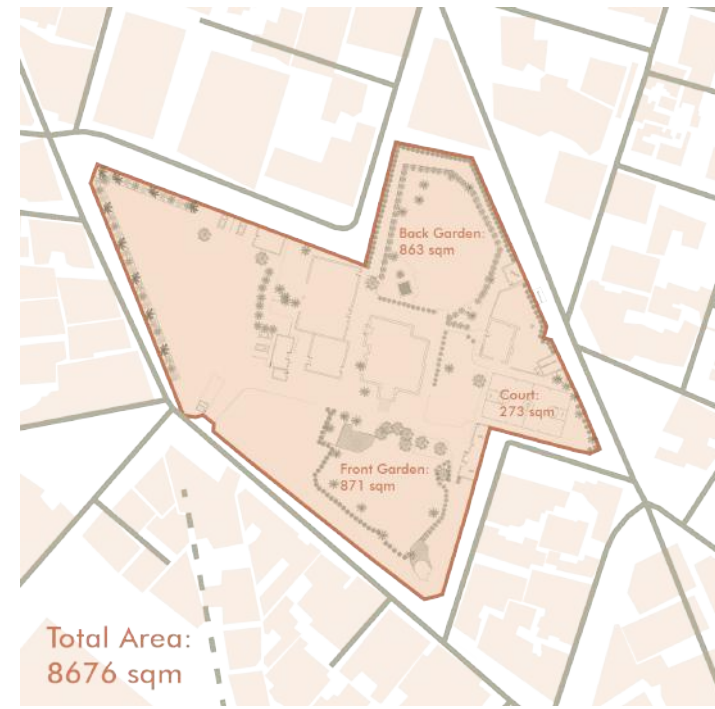 Back Garden:
863 sqm
Court:
273 sqm
Front Garden:
871 sqm
Total Area:
8676 sqm